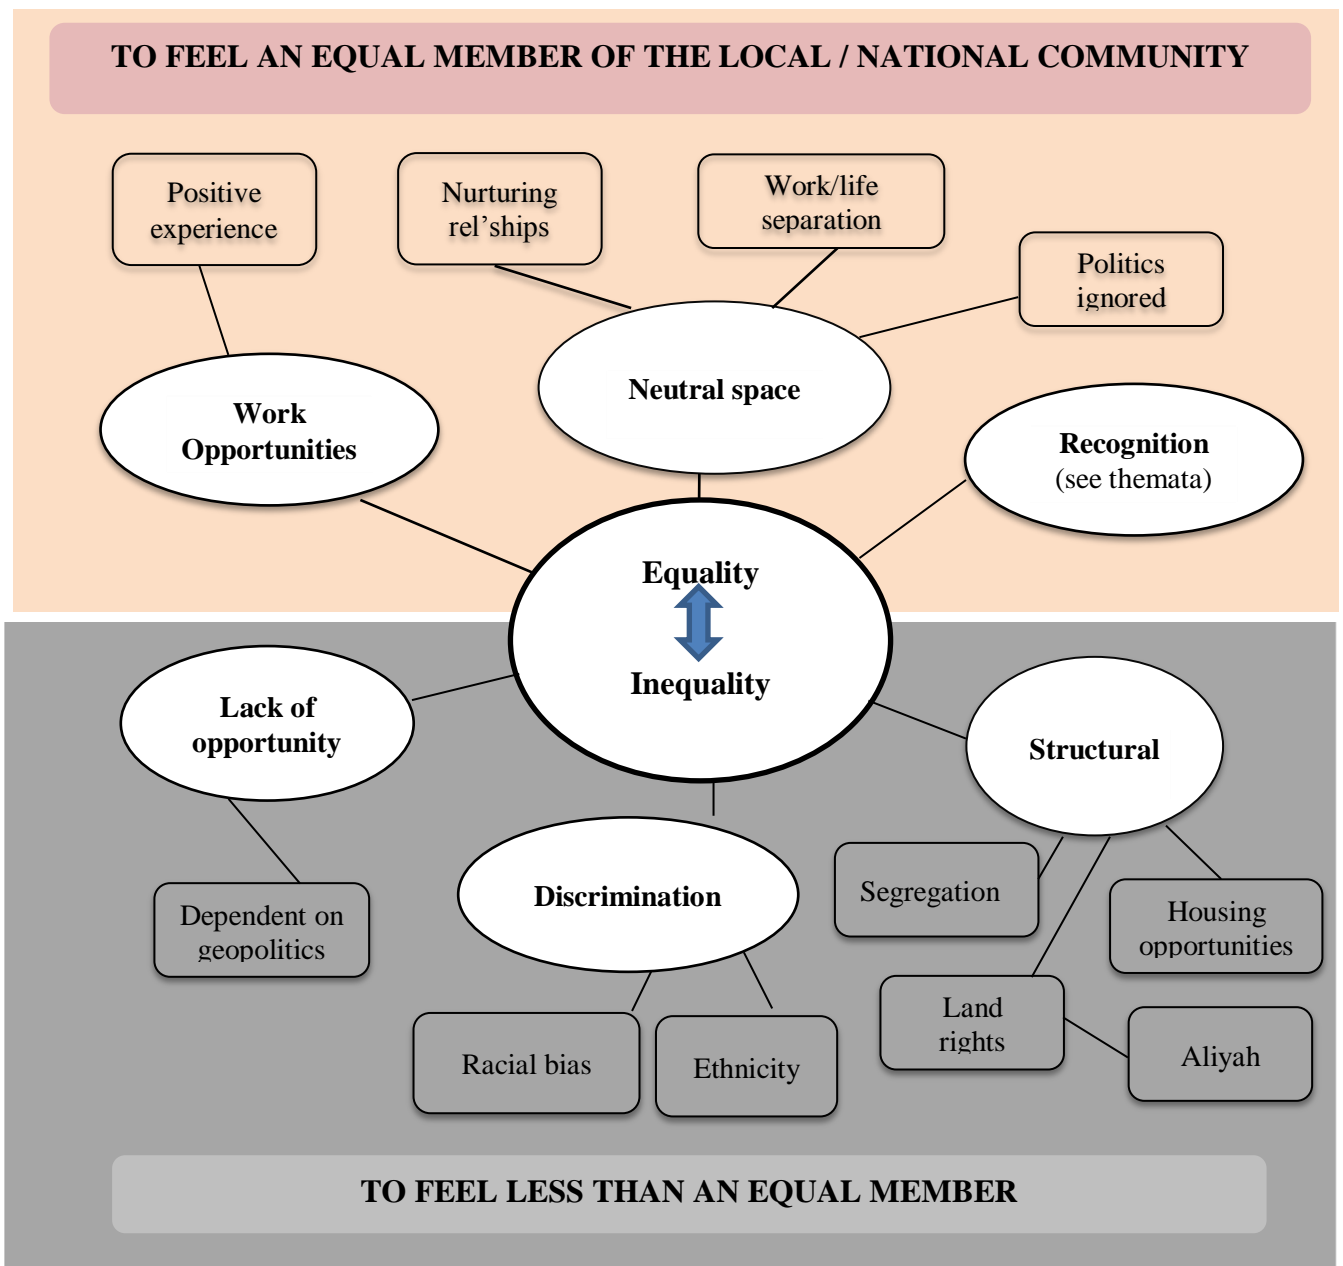 TO FEEL AN EQUAL MEMBER OF THE LOCAL / NATIONAL COMMUNITY
Positive
experience
Nurturing
rel’ships
Work/life
separation
Politics
ignored
Work
Opportunities
Neutral space
Recognition
(see themata)
Equality
Inequality
Lack of
opportunity
Structural
Discrimination
Segregation
Dependent on
geopolitics
Housing
opportunities
Land
rights
Aliyah
Racial bias
Ethnicity
TO FEEL LESS THAN AN EQUAL MEMBER